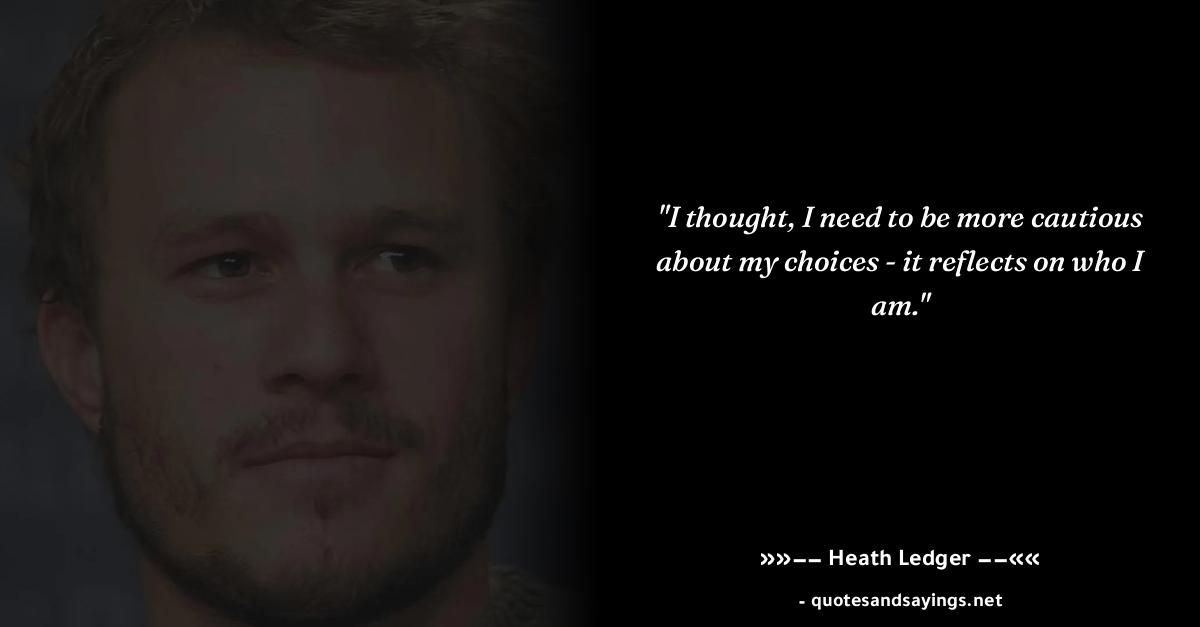 "I thought, I need to be more cautious
about my choices - it reflects on who I
am."
»»−− Heath Ledger −−««
- quotesandsayings.net